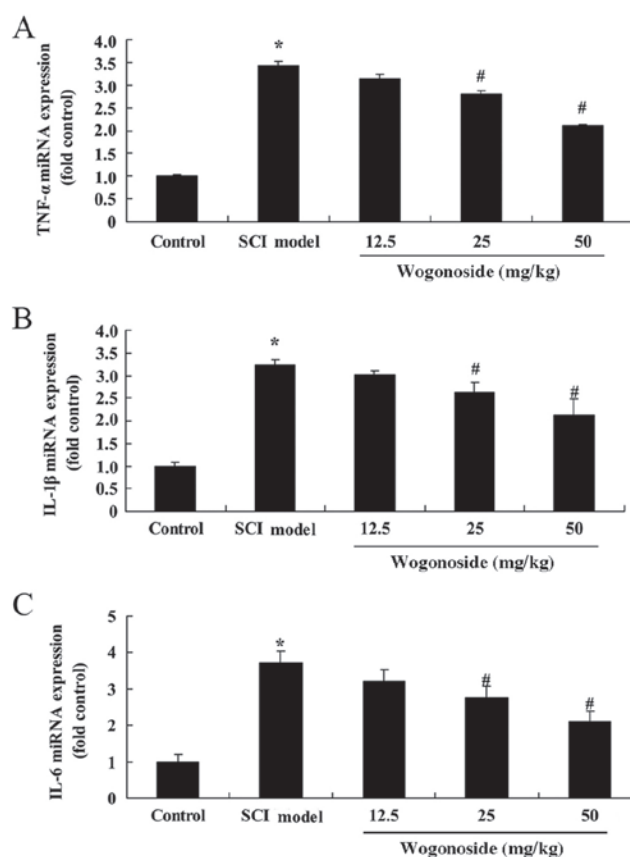 A
TNF-α miRNA expression
(fold control)
4.0
3.5
3.0
2.5
2.0
1.5
1.0
0.5
0
*
#
#
Control SCI model 12.5 25 50
Wogonoside (mg/kg)
B
IL-1β miRNA expression
(fold control)
4.0
3.5
3.0
2.5
2.0
1.5
1.0
0.5
0
*
#
#
Control SCI model 12.5 25 50
Wogonoside (mg/kg)
C
IL-6 miRNA expression
(fold control)
5
4
3
2
1
0
*
#
#
Control SCI model 12.5 25 50
Wogonoside (mg/kg)